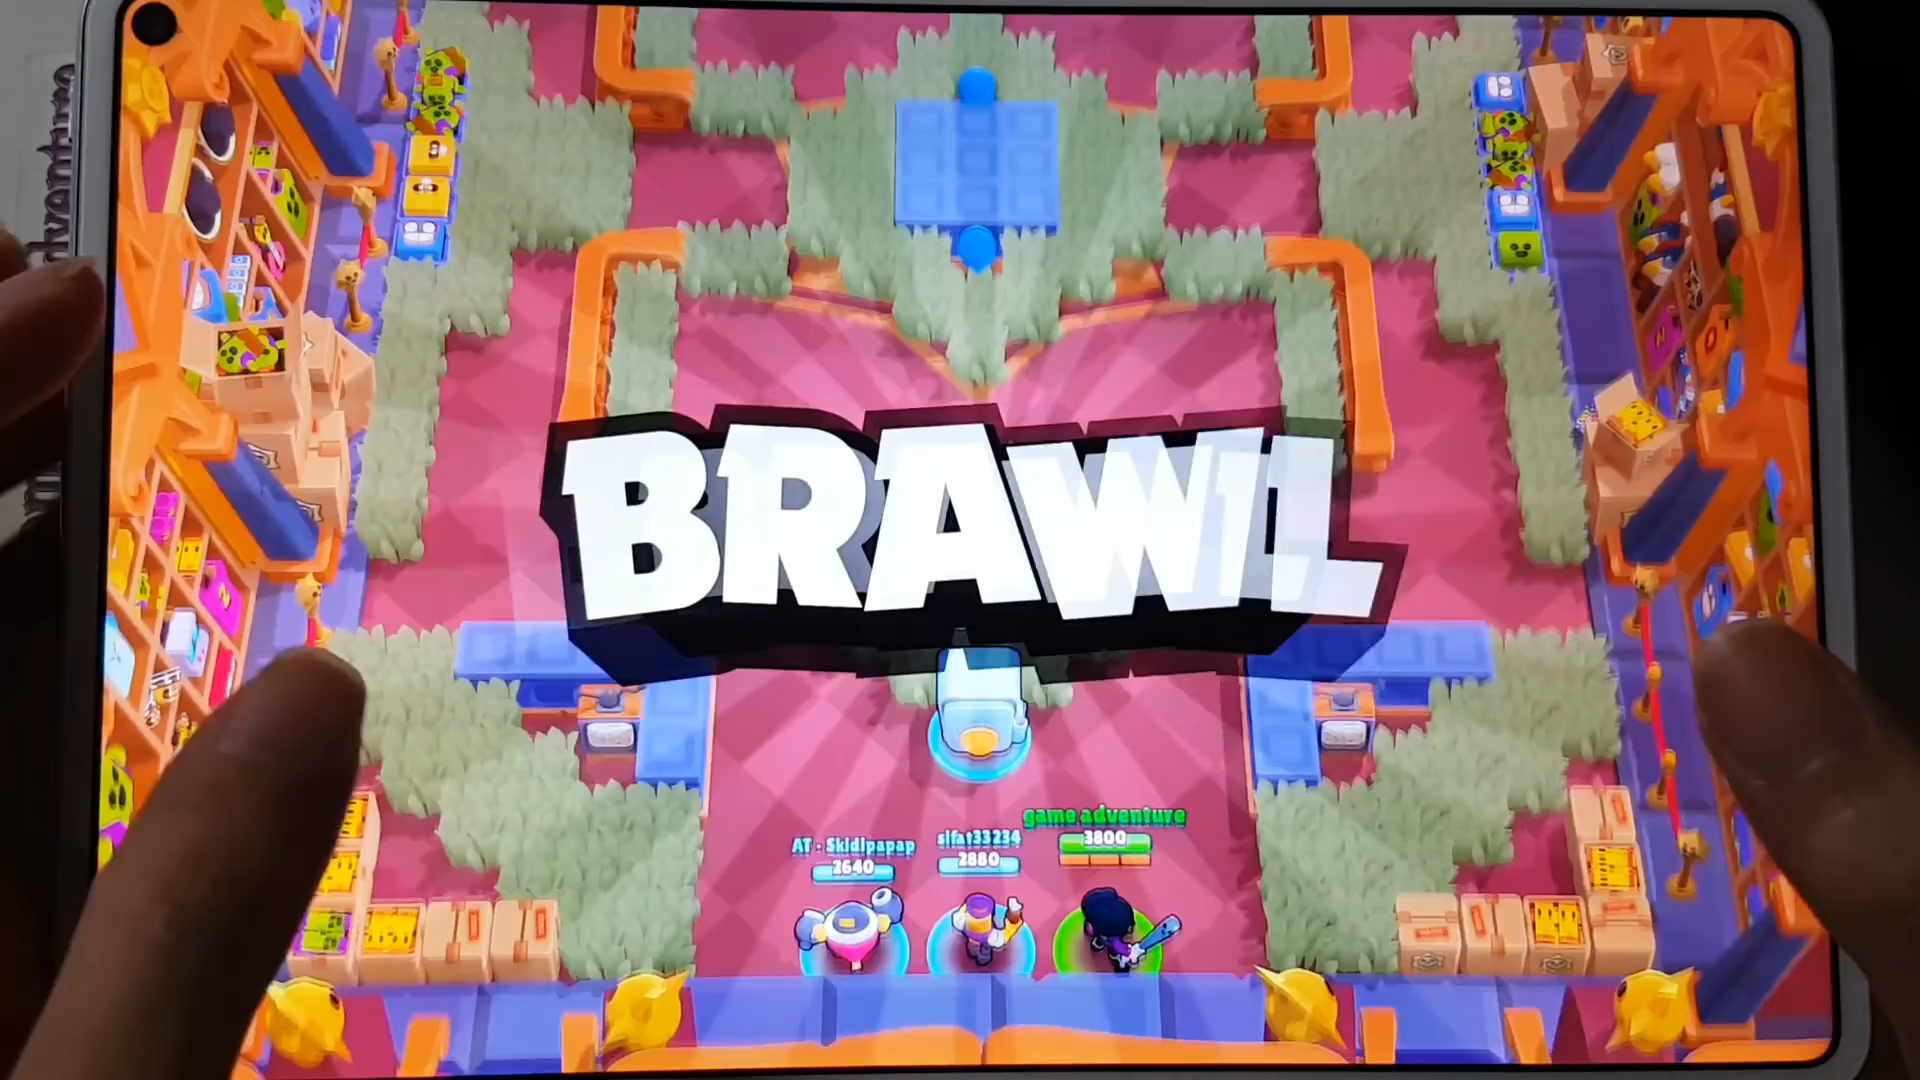 BRAWL
game adventure
3800
sifat33234
2880
AT - Skidipapap
2640